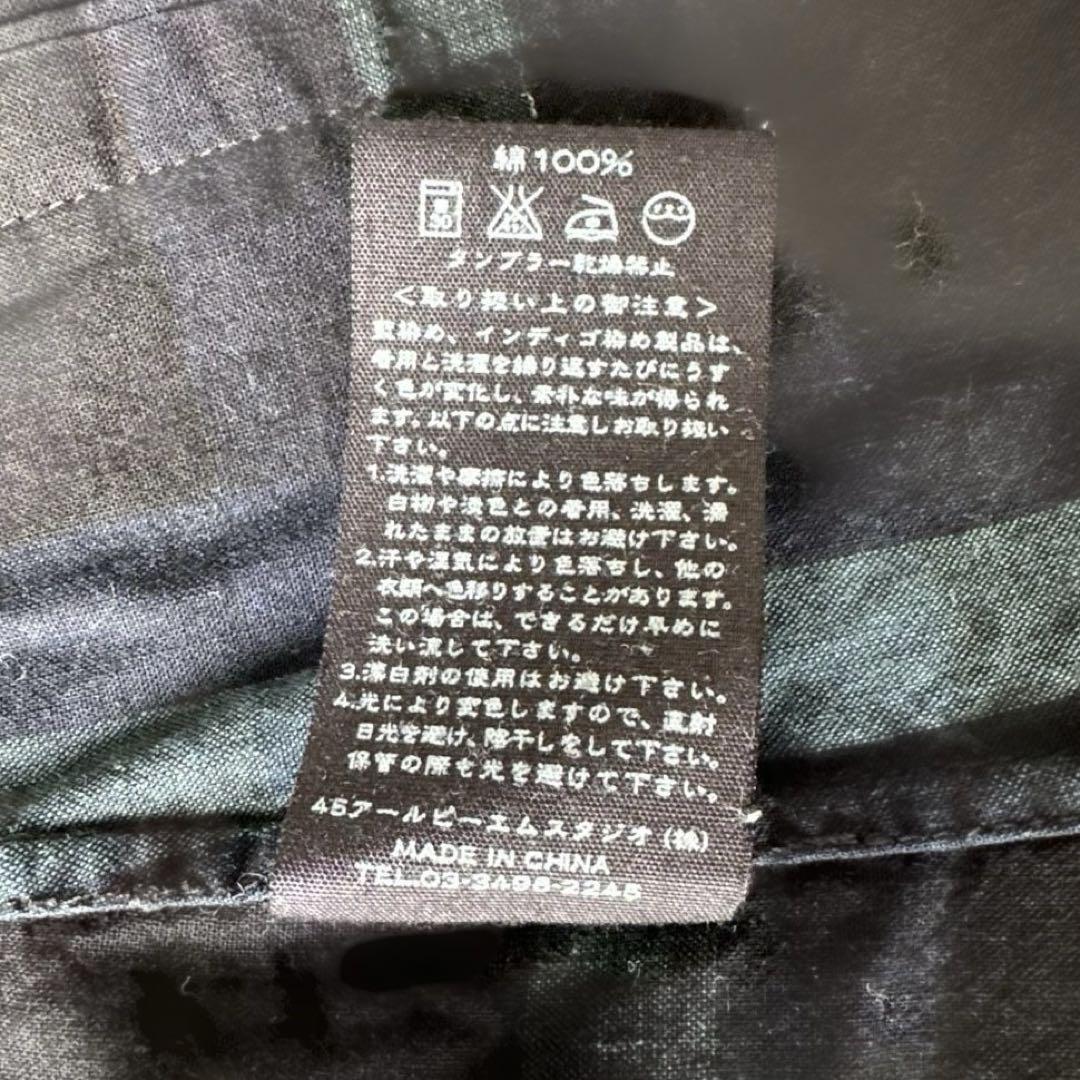 綿100%
タンブラー乾燥禁止
<取り扱い上の御注意>
藍染め、インディゴ染め製品は、
着用と洗濯を繰り返すたびにうす
く色が変化し、素朴な味が得られ
ます。以下の点に注意しお取り扱い
下さい。
1.洗濯や摩擦により色落ちします。
白物や淡色との着用、洗濯、濡
れたままの放置はお避け下さい。
2.汗や湿気により色落ちし、他の
衣類へ色移りすることがあります。
この場合は、できるだけ早めに
洗い流して下さい。
3.漂白剤の使用はお避け下さい。
4.光により変色しますので、直射
日光を避け、陰干しをして下さい。
保管の際も光を避けて下さい。
45アールピーエムスタジオ(株)
MADE IN CHINA
TEL.03-3496-2245